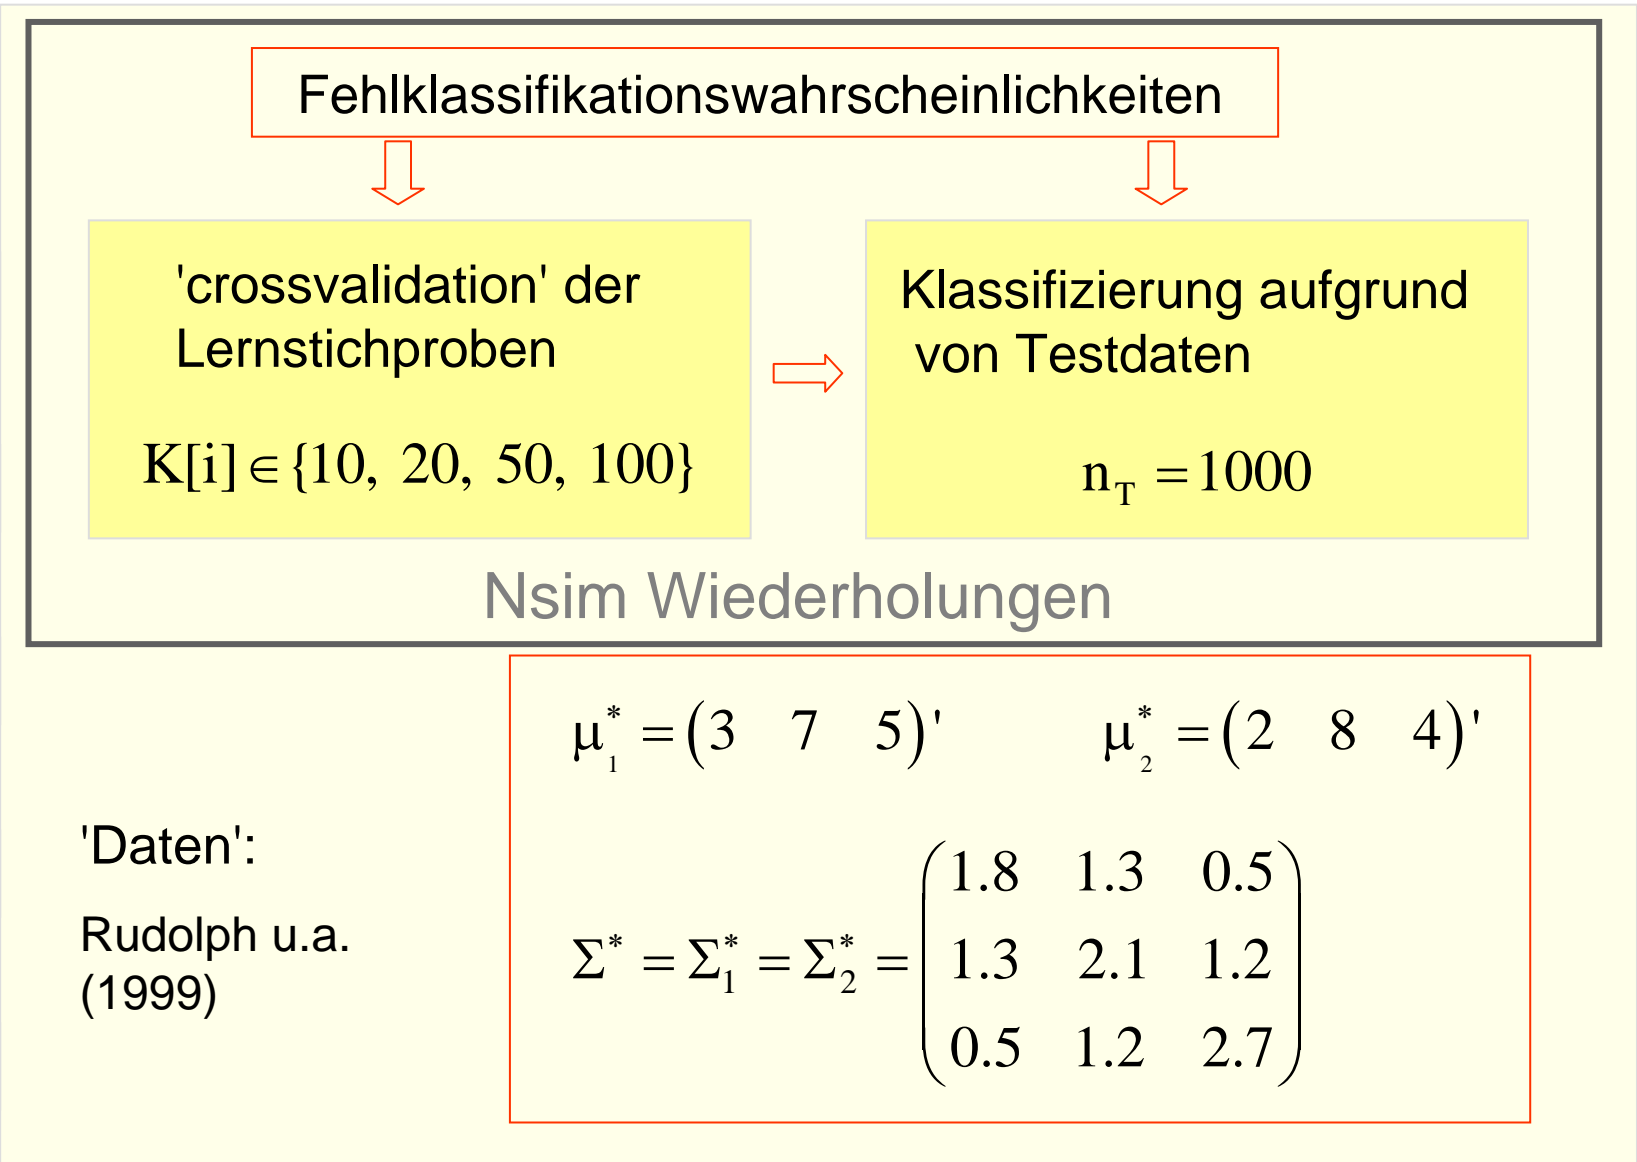 Fehlklassifikationswahrscheinlichkeiten
'crossvalidation' der
Lernstichproben
K[i] ∈ {10, 20, 50, 100}
Klassifizierung aufgrund
von Testdaten
n_T = 1000
Nsim Wiederholungen
μ*_1 = (3 7 5)' μ*_2 = (2 8 4)'
'Daten':
Rudolph u.a.
(1999)
Σ* = Σ*_1 = Σ*_2 =
1.8 1.3 0.5
1.3 2.1 1.2
0.5 1.2 2.7